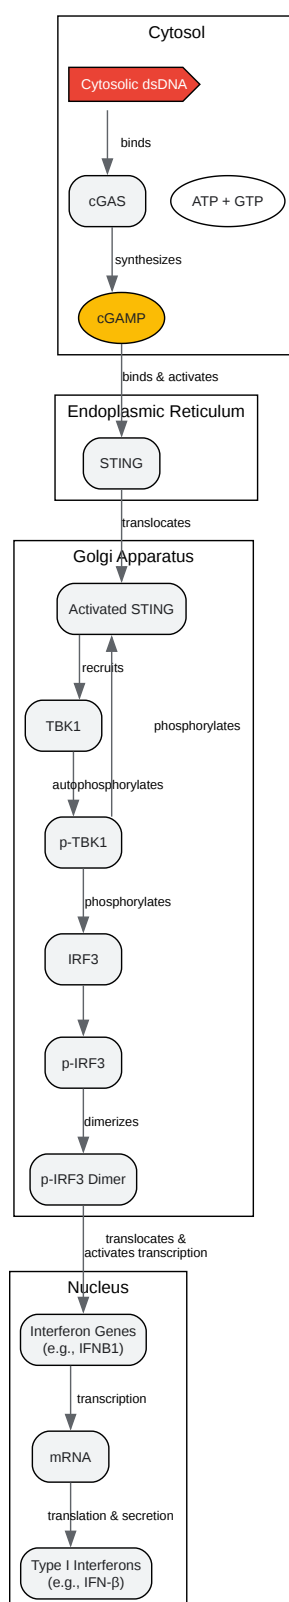 Cytosol
Cytosolic dsDNA
binds
cGAS
ATP + GTP
synthesizes
cGAMP
binds & activates
Endoplasmic Reticulum
STING
translocates
Golgi Apparatus
Activated STING
recruits
TBK1
phosphorylates
autophosphorylates
p-TBK1
phosphorylates
IRF3
p-IRF3
dimerizes
p-IRF3 Dimer
translocates &
activates transcription
Nucleus
Interferon Genes
(e.g., IFNB1)
transcription
mRNA
translation & secretion
Type I Interferons
(e.g., IFN-β)